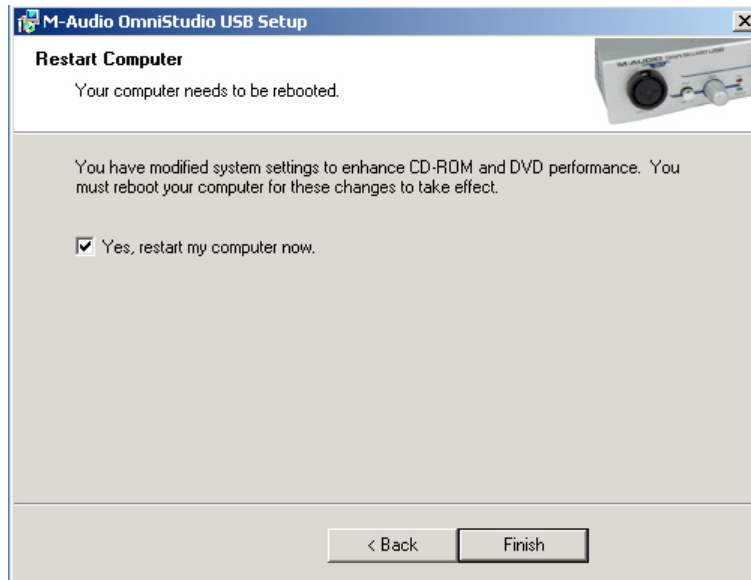 M-Audio OmniStudio USB Setup
Restart Computer
Your computer needs to be rebooted.
M-AUDIO
You have modified system settings to enhance CD-ROM and DVD performance. You
must reboot your computer for these changes to take effect.
Yes, restart my computer now.
< Back
Finish